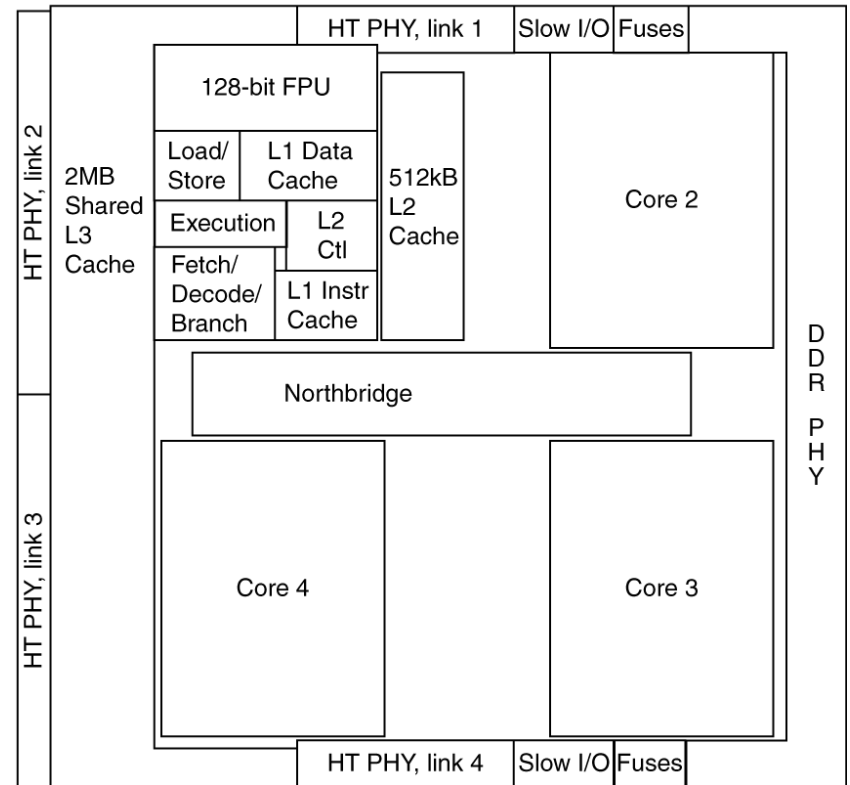 HT PHY, link 1
Slow I/O
Fuses
HT PHY, link 2
2MB
Shared
L3
Cache
128-bit FPU
Load/
Store
L1 Data
Cache
Execution
L2
Ctl
Fetch/
Decode/
Branch
L1 Instr
Cache
512kB
L2
Cache
Core 2
Northbridge
DDR PHY
HT PHY, link 3
Core 4
Core 3
HT PHY, link 4
Slow I/O
Fuses